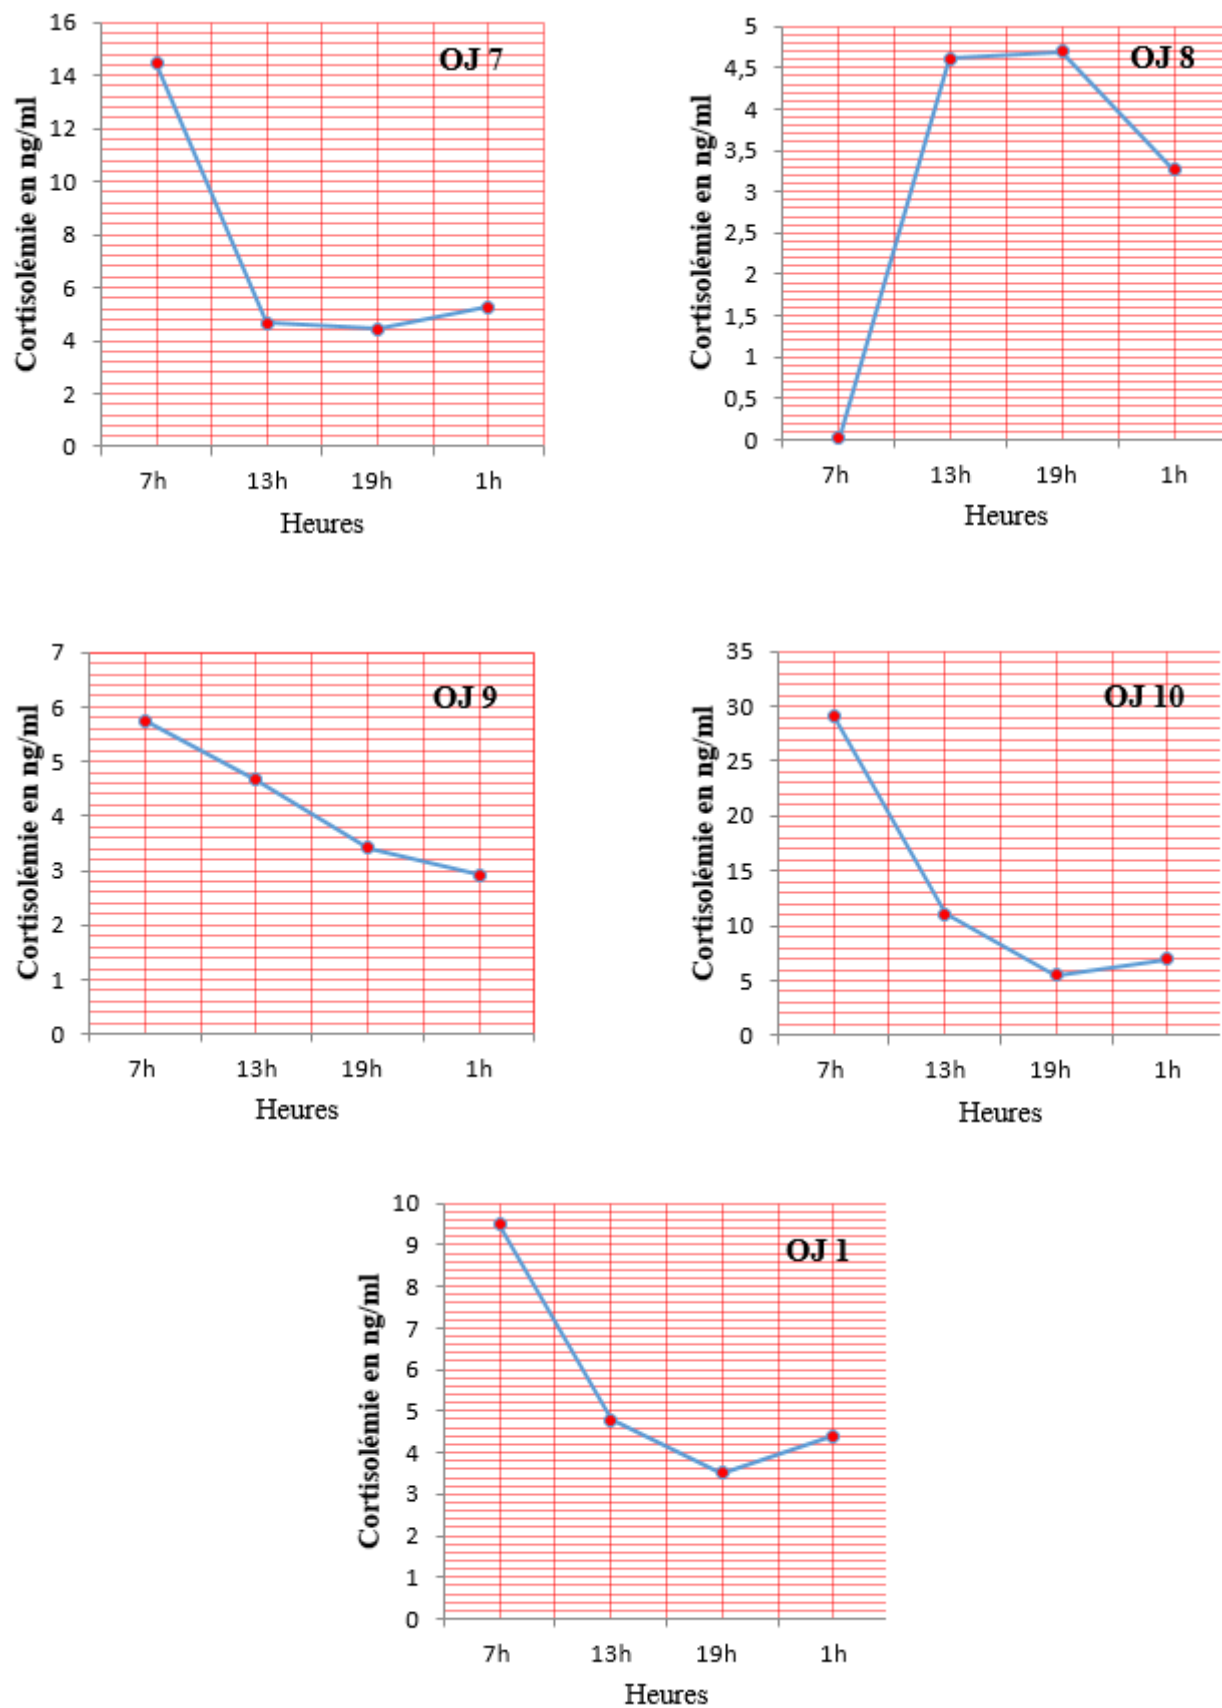 OJ 7
Cortisolémie en ng/ml
16
14
12
10
8
6
4
2
0
7h 13h 19h 1h
Heures
OJ 8
Cortisolémie en ng/ml
5
4,5
4
3,5
3
2,5
2
1,5
1
0,5
0
7h 13h 19h 1h
Heures
OJ 9
Cortisolémie en ng/ml
7
6
5
4
3
2
1
0
7h 13h 19h 1h
Heures
OJ 10
Cortisolémie en ng/ml
35
30
25
20
15
10
5
0
7h 13h 19h 1h
Heures
OJ 1
Cortisolémie en ng/ml
10
9
8
7
6
5
4
3
2
1
0
7h 13h 19h 1h
Heures